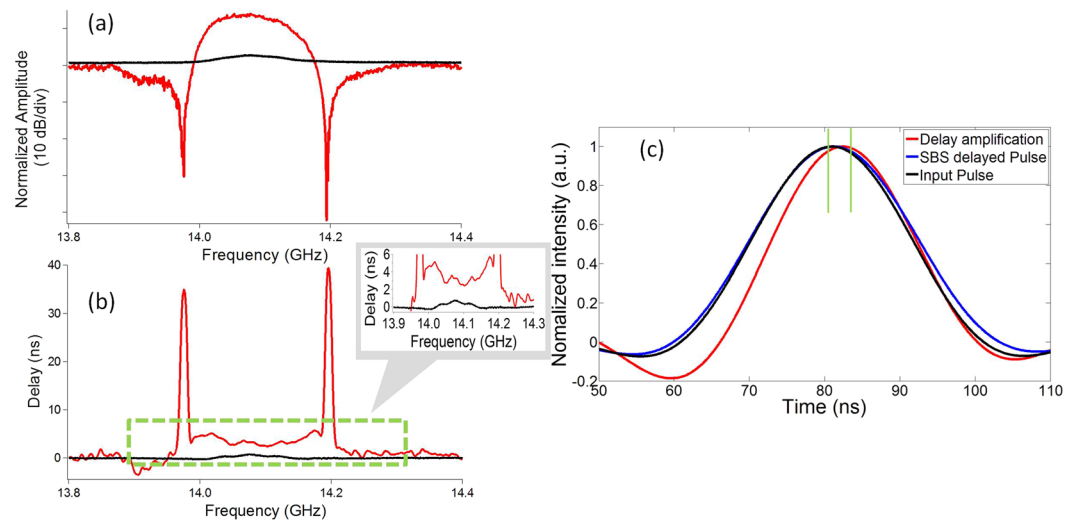 (a)
Normalized Amplitude
(10 dB/div)
13.8
14.0
14.2
14.4
Frequency (GHz)
(b)
Delay (ns)
40
30
20
10
0
13.8
14.0
14.2
14.4
Frequency (GHz)
Delay (ns)
6
4
2
0
13.9
14.0
14.1
14.2
14.3
Frequency (GHz)
(c)
Nomalized intensity (a.u.)
1
0.8
0.6
0.4
0.2
0
-0.2
50
60
70
80
90
100
110
Time (ns)
Delay amplification
SBS delayed Pulse
Input Pulse